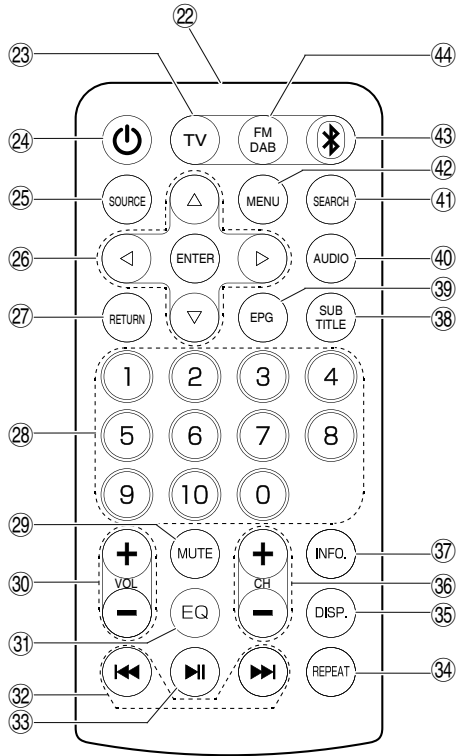 ㉒
㉓ ㊹
TV FM DAB ㊸
㉔
㊷
SOURCE MENU SEARCH
㉕ ㊶
㉖ ENTER AUDIO ㊵
㊴
㉗ RETURN EPG SUB TITLE ㊳
1 2 3 4
㉘ 5 6 7 8
9 10 0
㉙
+ MUTE + INFO. ㊲
㉚ VOL CH ㊱
- EQ - DISP. ㉟
㉛
㉜ REPEAT ㉞
㉝